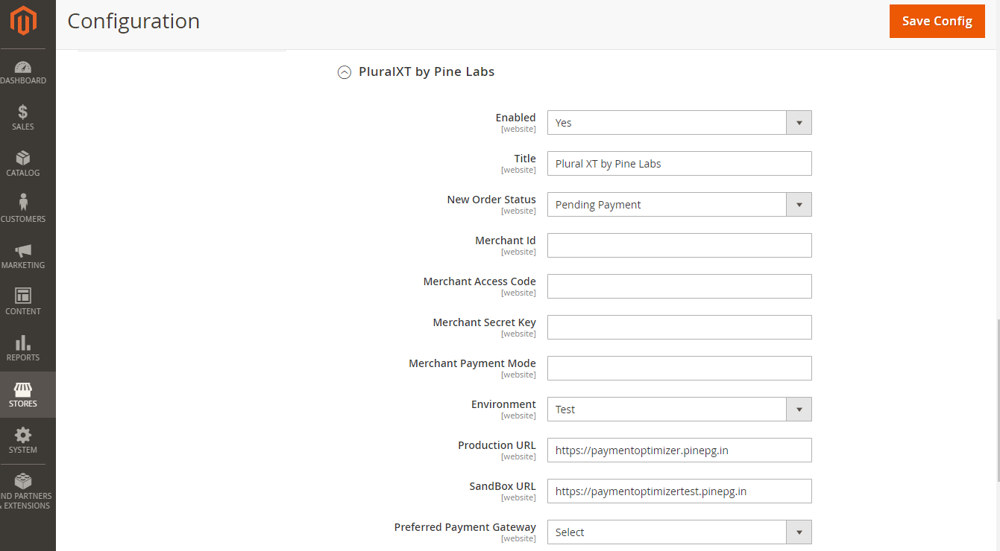 Configuration
Save Config
DASHBOARD
SALES
CATALOG
CUSTOMERS
MARKETING
CONTENT
REPORTS
STORES
SYSTEM
IND PARTNERS
& EXTENSIONS
PluralXT by Pine Labs
Enabled
[website]
Yes
Title
[website]
Plural XT by Pine Labs
New Order Status
[website]
Pending Payment
Merchant Id
[website]
Merchant Access Code
[website]
Merchant Secret Key
[website]
Merchant Payment Mode
[website]
Environment
[website]
Test
Production URL
[website]
https://paymentoptimizer.pinepg.in
SandBox URL
[website]
https://paymentoptimizertest.pinepg.in
Preferred Payment Gateway
[website]
Select